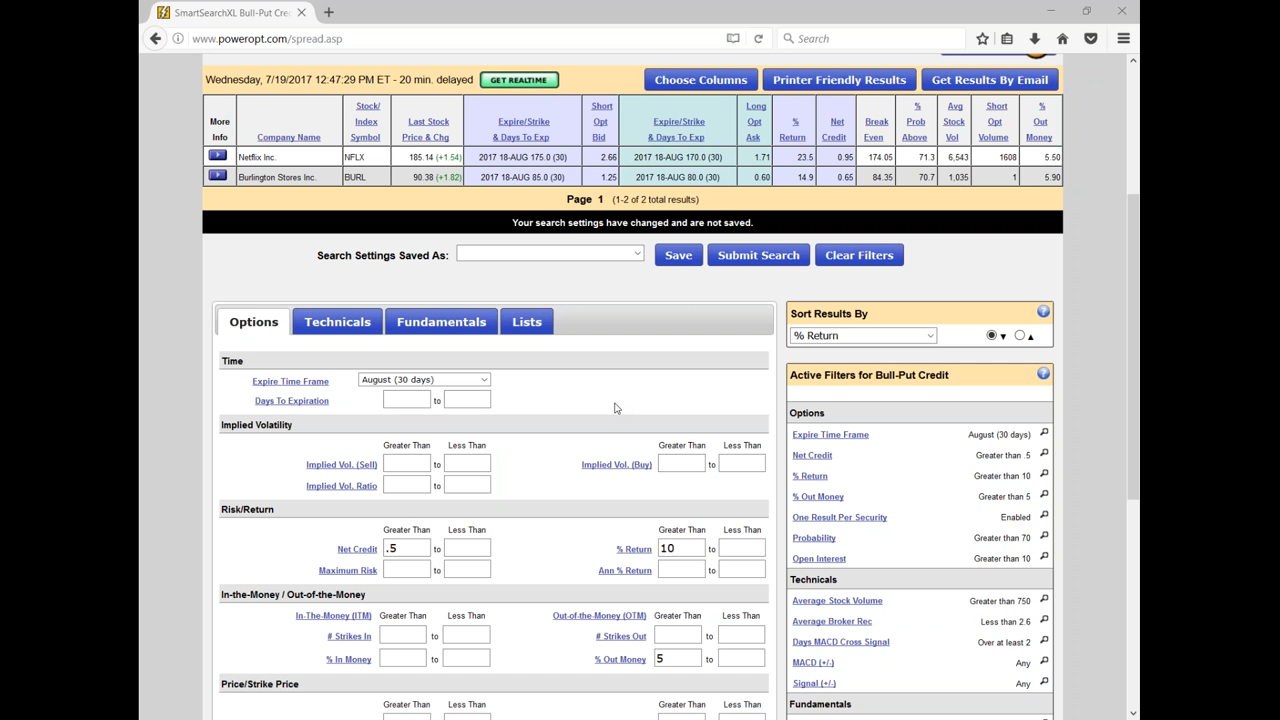 SmartSearchXL Bull-Put Cre
www.poweropt.com/spread.asp
Search
Wednesday, 7/19/2017 12:47:29 PM ET - 20 min. delayed GET REALTIME Choose Columns Printer Friendly Results Get Results By Email
More Info Company Name Stock/ Index Symbol Last Stock Price & Chg Expire/Strike & Days To Exp Short Opt Bid Expire/Strike & Days To Exp Long Opt Ask % Return Net Credit Break Even % Prob Above Avg Stock Vol Short Opt Volume % Out Money
Netflix Inc. NFLX 185.14 (+1.54) 2017 18-AUG 175.0 (30) 2.66 2017 18-AUG 170.0 (30) 1.71 23.5 0.95 174.05 71.3 6,543 1608 5.50
Burlington Stores Inc. BURL 90.38 (+1.82) 2017 18-AUG 85.0 (30) 1.25 2017 18-AUG 80.0 (30) 0.60 14.9 0.65 84.35 70.7 1,035 1 5.90
Page 1 (1-2 of 2 total results)
Your search settings have changed and are not saved.
Search Settings Saved As: Save Submit Search Clear Filters
Options Technicals Fundamentals Lists
Time
Expire Time Frame August (30 days)
Days To Expiration to
Implied Volatility
Greater Than Less Than Greater Than Less Than
Implied Vol. (Sell) to Implied Vol. (Buy) to
Implied Vol. Ratio to
Risk/Return
Greater Than Less Than Greater Than Less Than
Net Credit .5 to % Return 10 to
Maximum Risk to Ann % Return to
In-the-Money / Out-of-the-Money
In-The-Money (ITM) Greater Than Less Than Out-of-the-Money (OTM) Greater Than Less Than
# Strikes In to # Strikes Out to
% In Money to % Out Money 5 to
Price/Strike Price
Greater Than Less Than Greater Than Less Than
Sort Results By
% Return
Active Filters for Bull-Put Credit
Options
Expire Time Frame August (30 days)
Net Credit Greater than .5
% Return Greater than 10
% Out Money Greater than 5
One Result Per Security Enabled
Probability Greater than 70
Open Interest Greater than 10
Technicals
Average Stock Volume Greater than 750
Average Broker Rec Less than 2.6
Days MACD Cross Signal Over at least 2
MACD (+/-) Any
Signal (+/-) Any
Fundamentals